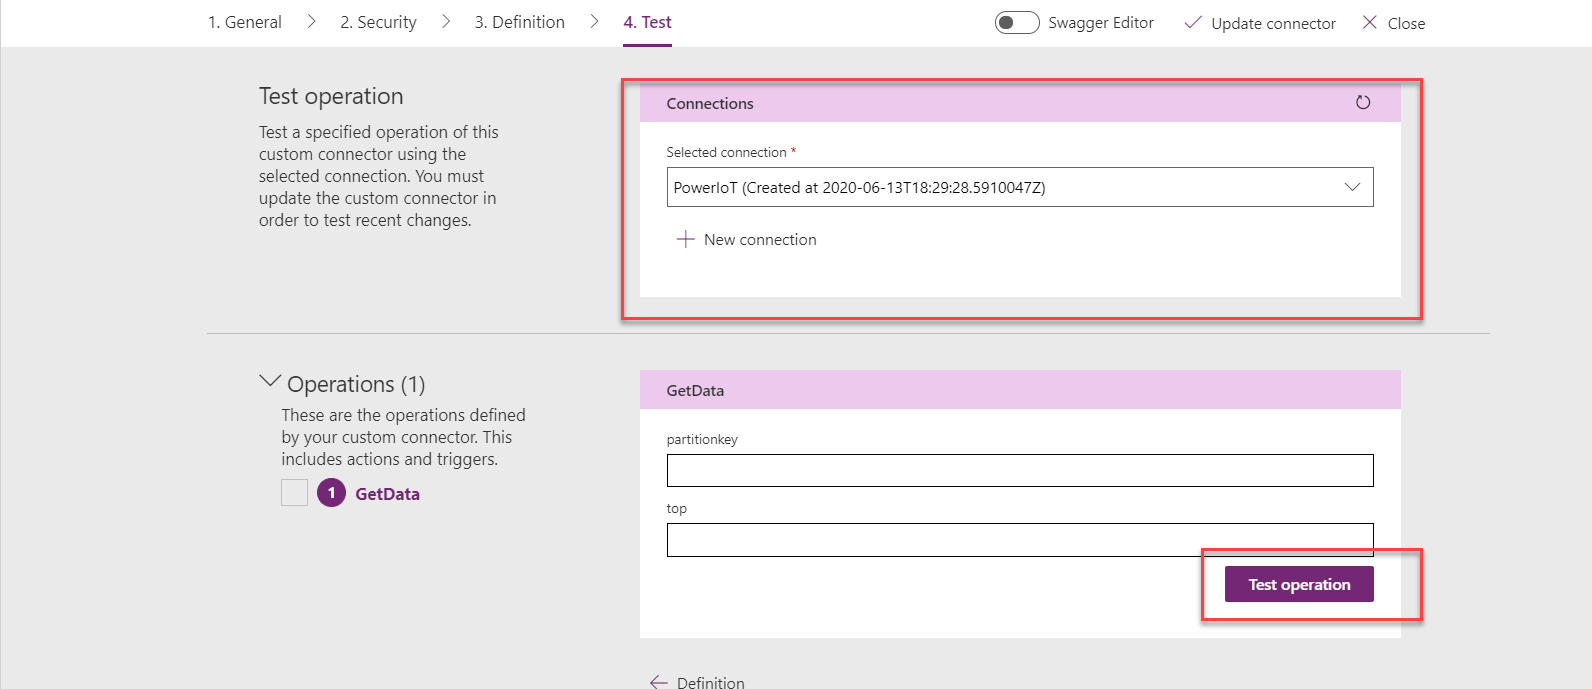 1. General
2. Security
3. Definition
4. Test
Swagger Editor
Update connector
Close
Test operation
Test a specified operation of this
custom connector using the
selected connection. You must
update the custom connector in
order to test recent changes.
Connections
Selected connection *
PowerIoT (Created at 2020-06-13T18:29:28.5910047Z)
New connection
Operations (1)
These are the operations defined
by your custom connector. This
includes actions and triggers.
1 GetData
GetData
partitionkey
top
Test operation
Definition